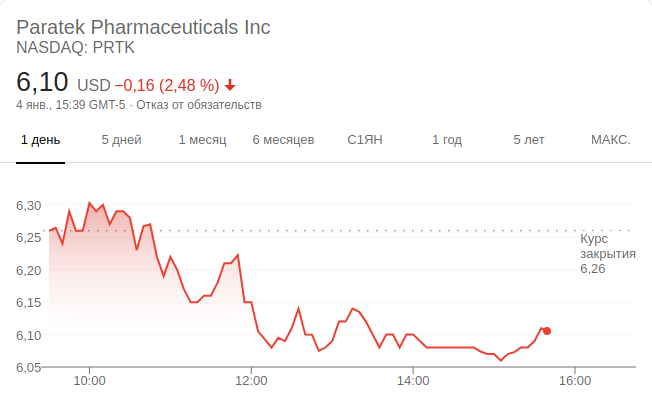 Paratek Pharmaceuticals Inc
NASDAQ: PRTK
6,10 USD −0,16 (2,48 %)
4 янв., 15:39 GMT-5 · Отказ от обязательств
1 день 5 дней 1 месяц 6 месяцев С1ЯН 1 год 5 лет МАКС.
6,30
6,25
Курс
закрытия
6,26
6,20
6,15
6,10
6,05
10:00 12:00 14:00 16:00